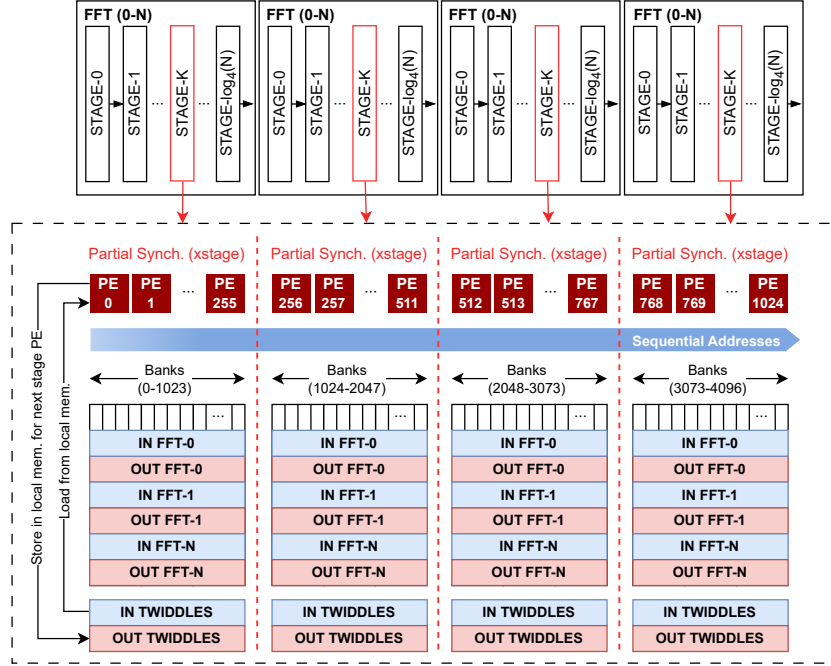 FFT (0-N) FFT (0-N) FFT (0-N) FFT (0-N)
STAGE-0 STAGE-1 ... STAGE-K ... STAGE-log4(N) STAGE-0 STAGE-1 ... STAGE-K ... STAGE-log4(N) STAGE-0 STAGE-1 ... STAGE-K ... STAGE-log4(N) STAGE-0 STAGE-1 ... STAGE-K ... STAGE-log4(N)
Partial Synch. (xstage) Partial Synch. (xstage) Partial Synch. (xstage) Partial Synch. (xstage)
PE PE PE PE PE PE PE PE PE PE PE PE
0 1 ... 255 256 257 ... 511 512 513 ... 767 768 769 ... 1024
Sequential Addresses
Banks Banks Banks Banks
(0-1023) (1024-2047) (2048-3073) (3073-4096)
... ... ... ...
IN FFT-0 IN FFT-0 IN FFT-0 IN FFT-0
OUT FFT-0 OUT FFT-0 OUT FFT-0 OUT FFT-0
IN FFT-1 IN FFT-1 IN FFT-1 IN FFT-1
OUT FFT-1 OUT FFT-1 OUT FFT-1 OUT FFT-1
IN FFT-N IN FFT-N IN FFT-N IN FFT-N
OUT FFT-N OUT FFT-N OUT FFT-N OUT FFT-N
IN TWIDDLES IN TWIDDLES IN TWIDDLES IN TWIDDLES
OUT TWIDDLES OUT TWIDDLES OUT TWIDDLES OUT TWIDDLES
Store in local mem. for next stage PE
Load from local mem.